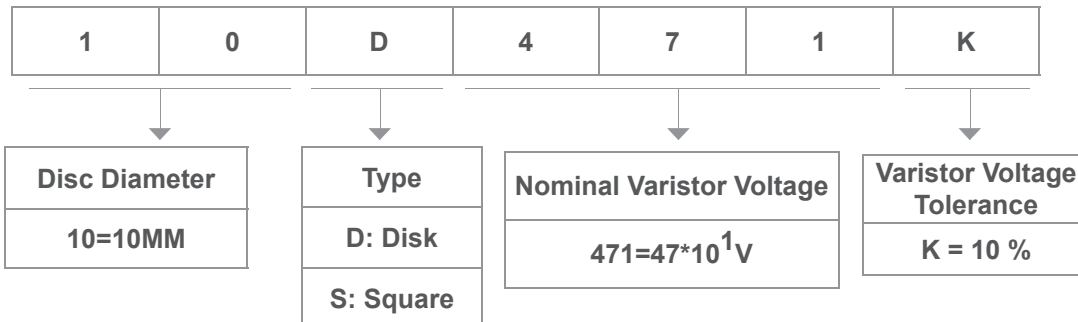 1 0 D 4 7 1 K
Disc Diameter
10=10MM
Type
D: Disk
S: Square
Nominal Varistor Voltage
471=47*10¹V
Varistor Voltage
Tolerance
K = 10 %